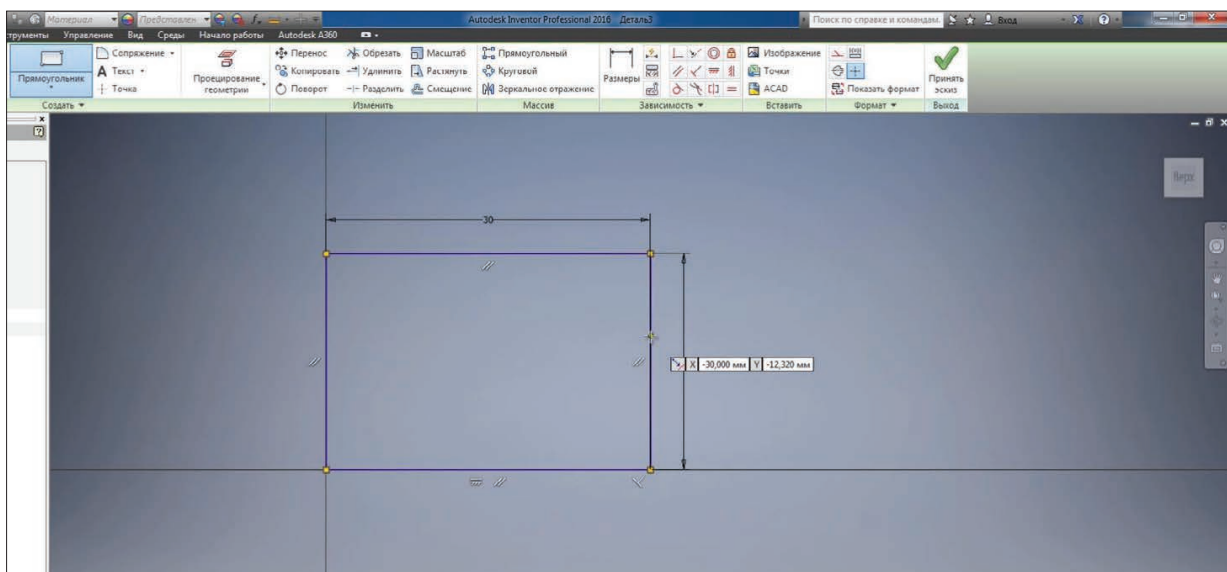 Материал Представлен Autodesk Inventor Professional 2016 Деталь3 Поиск по справке и командам. Вход
трументы Управление Вид Среды Начало работы Autodesk A360
Сопряжение Перенос Обрезать Масштаб Прямоугольный Изображение
Прямоугольник A Текст Проецирование геометрии Копировать Удлинить Растянуть Круговой Размеры Точки Принять эскиз
Точка Поворот Разделить Смещение Зеркальное отражение ACAD Показать формат
Создать Изменить Массив Зависимость Вставить Формат Выход
Верх
30
X -30,000 мм Y -12,320 мм